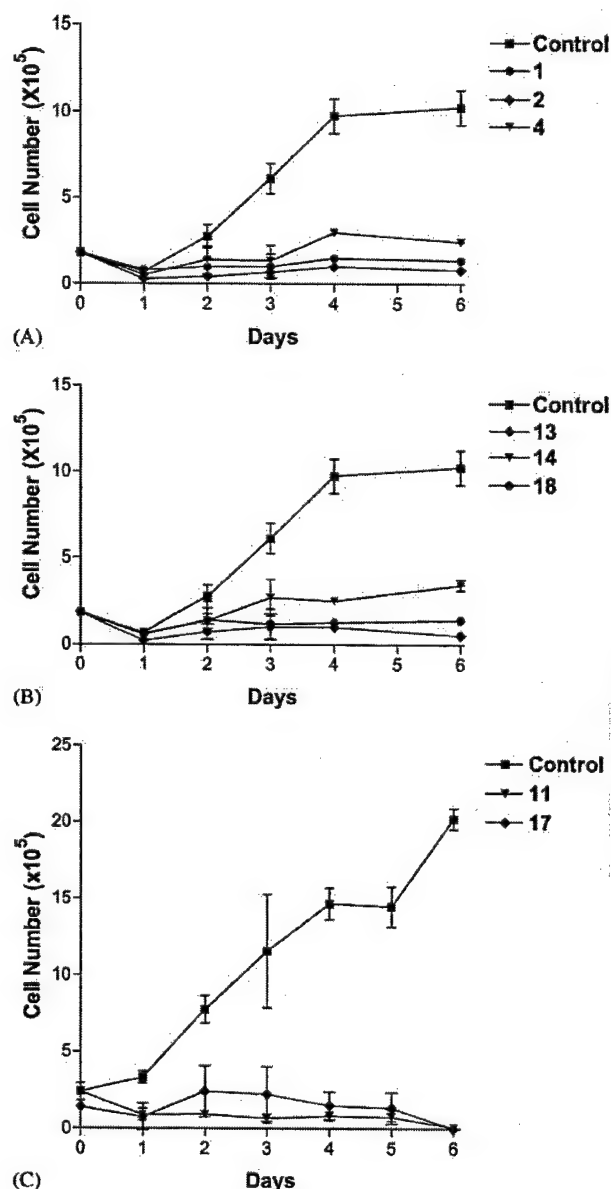 15
10
5
0
Cell Number (X10⁵)
0 1 2 3 4 5 6
Days
(A)
Control
1
2
4
15
10
5
0
Cell Number (X10⁵)
0 1 2 3 4 5 6
Days
(B)
Control
13
14
18
25
20
15
10
5
0
Cell Number (x10⁵)
0 1 2 3 4 5 6
Days
(C)
Control
11
17